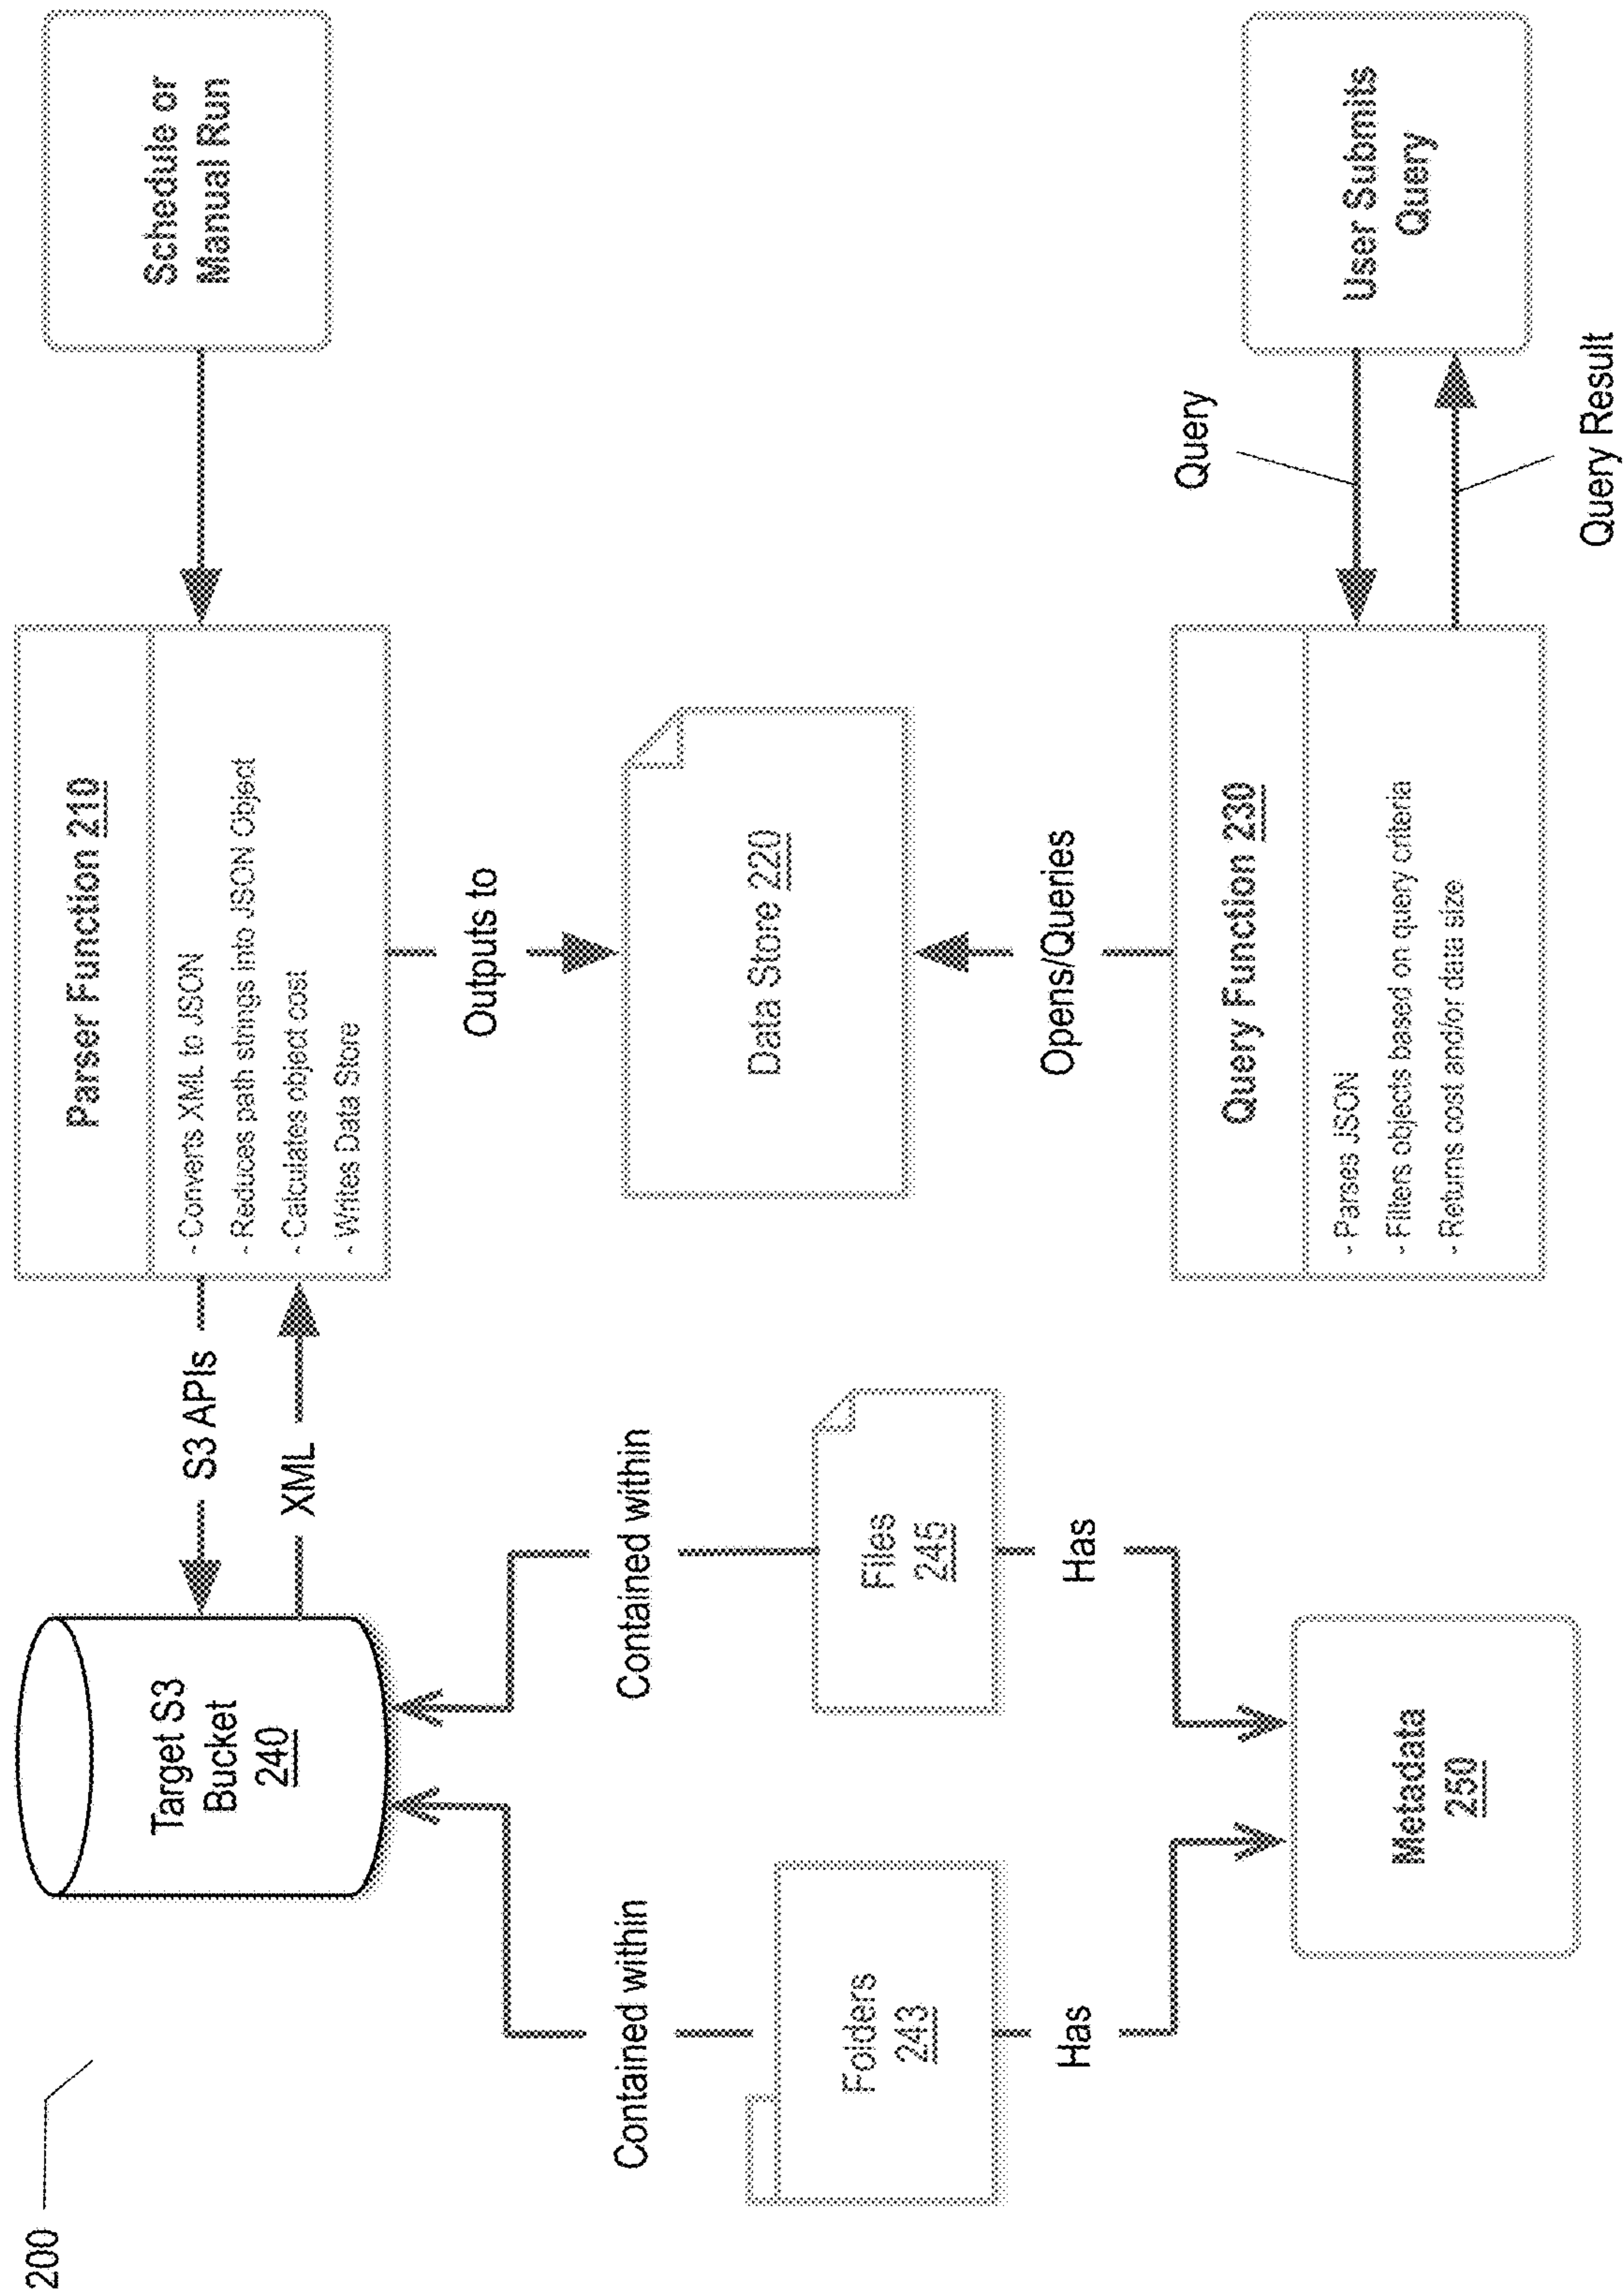 200
Target S3
Bucket
240
S3 APIs
XML
Parser Function 210
- Converts XML to JSON
- Reduces path strings into JSON Object
- Calculates object cost
- Writes Data Store
Schedule or
Manual Run
Contained within
Contained within
Outputs to
Folders
243
Files
245
Data Store 220
Has
Has
Opens/Queries
Metadata
250
Query Function 230
- Parses JSON
- Filters objects based on query criteria
- Returns cost and/or data size
Query
Query Result
User Submits
Query